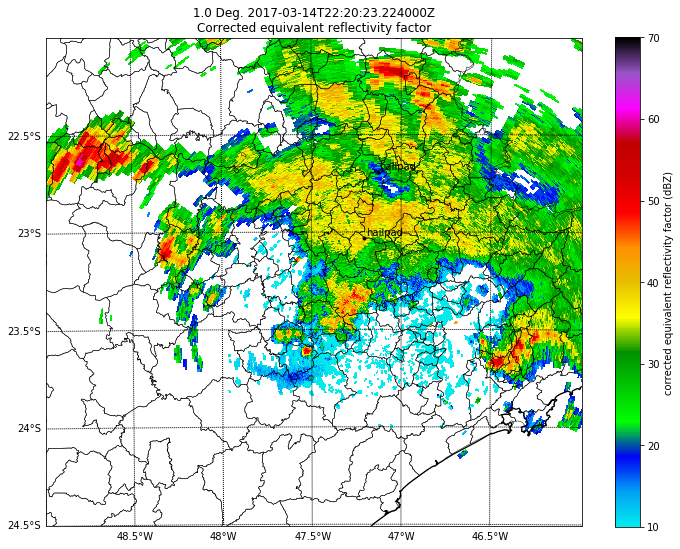 1.0 Deg. 2017-03-14T22:20:23.224000Z
Corrected equivalent reflectivity factor
70
60
50
40
30
20
10
corrected equivalent reflectivity factor (dBZ)
22.5°S
23°S
23.5°S
24°S
24.5°S
hailpad
hailpad
48.5°W
48°W
47.5°W
47°W
46.5°W